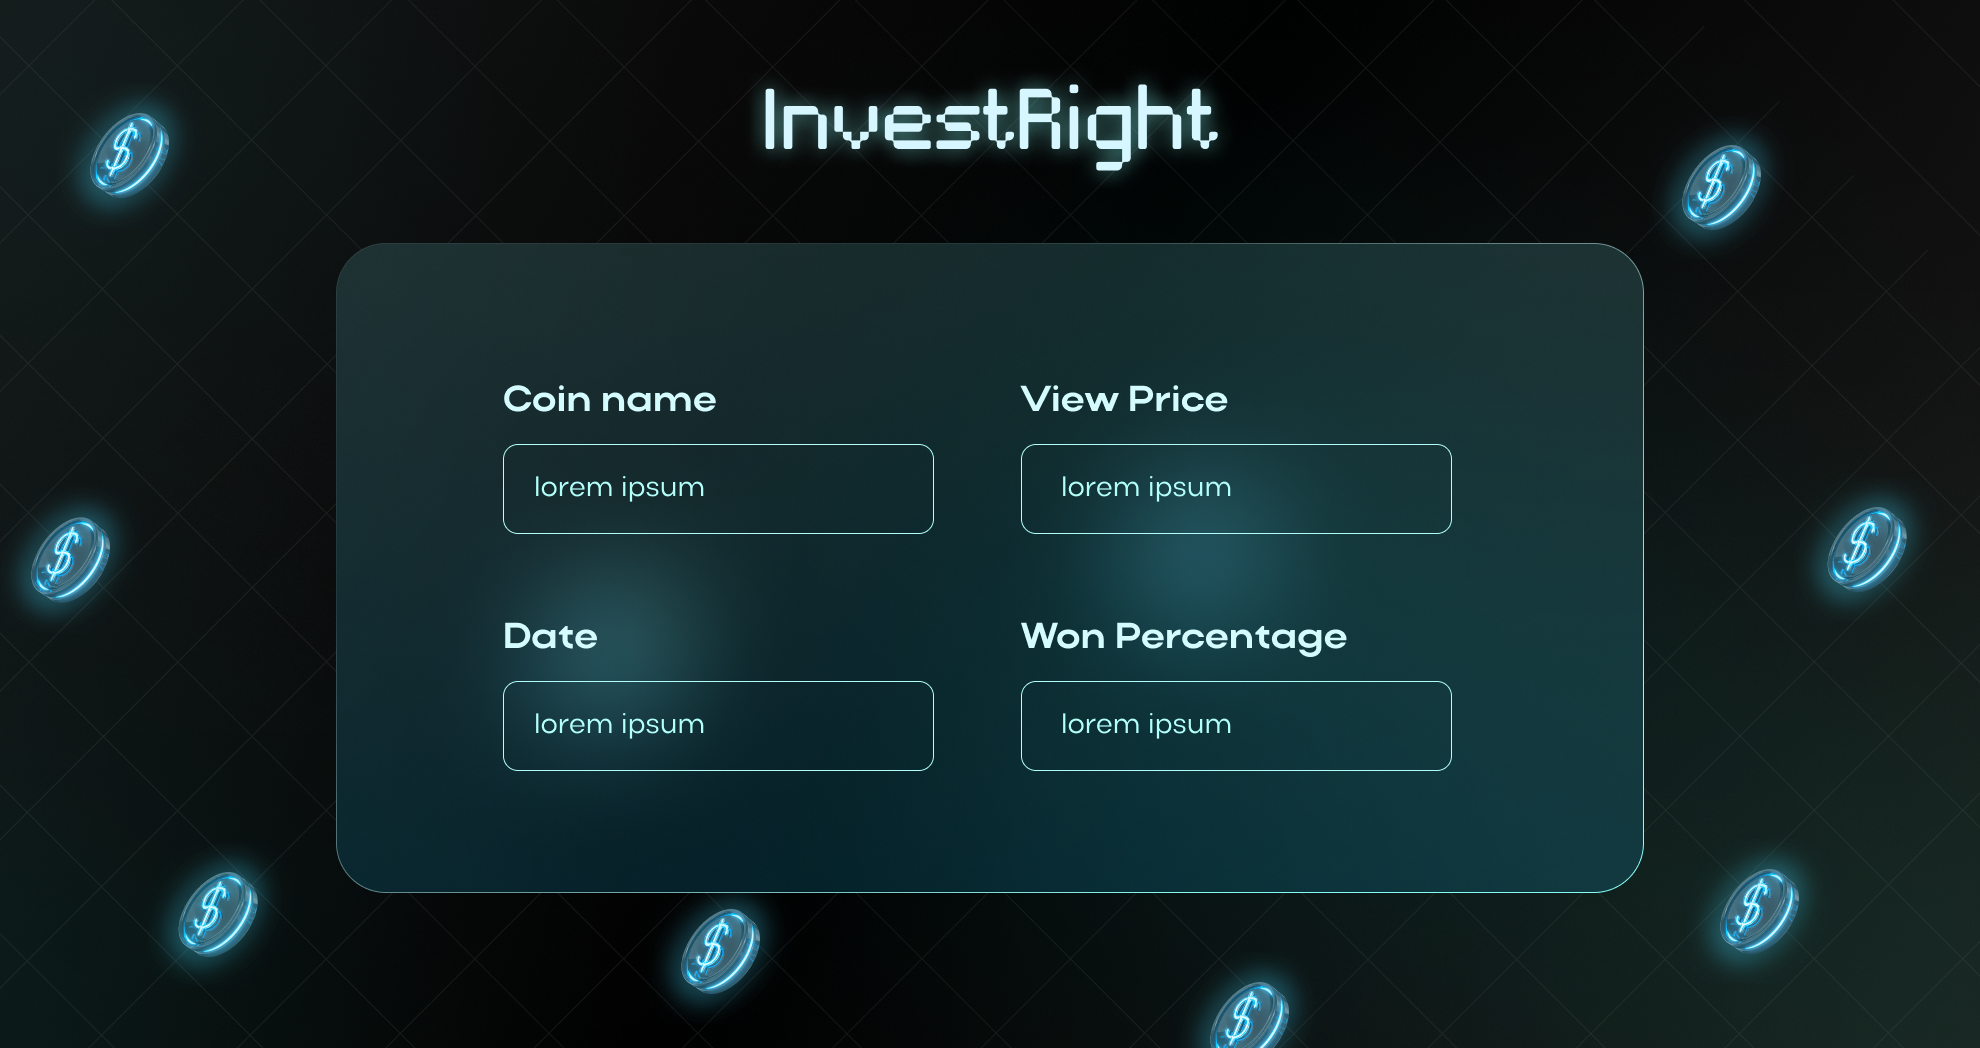 InvestRight
Coin name
View Price
lorem ipsum
lorem ipsum
Date
Won Percentage
lorem ipsum
lorem ipsum
$
$
$
$
$
$
$
$